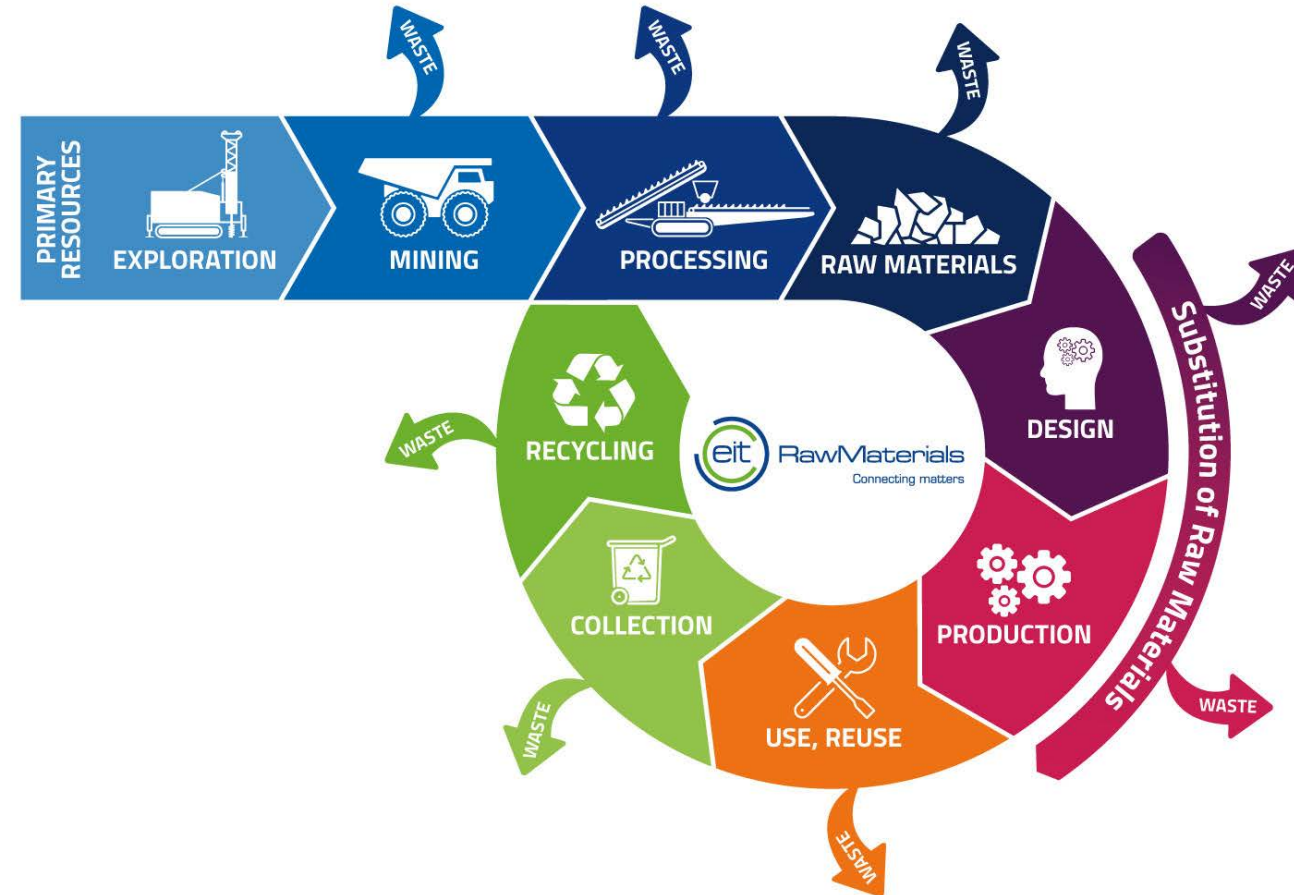 PRIMARY
RESOURCES
EXPLORATION
WASTE
MINING
WASTE
PROCESSING
WASTE
RAW MATERIALS
WASTE
DESIGN
Substitution of Raw Materials
PRODUCTION
WASTE
USE, REUSE
WASTE
COLLECTION
WASTE
RECYCLING
WASTE
eit RawMaterials
Connecting matters